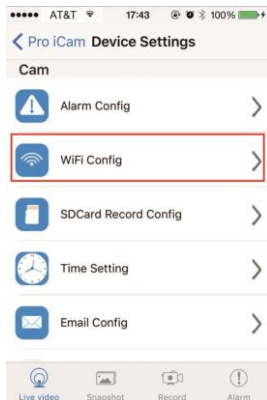 AT&T 17:43 100%
Pro iCam Device Settings
Cam
Alarm Config
WiFi Config
SDCard Record Config
Time Setting
Email Config
Live video Snapshot Record Alarm